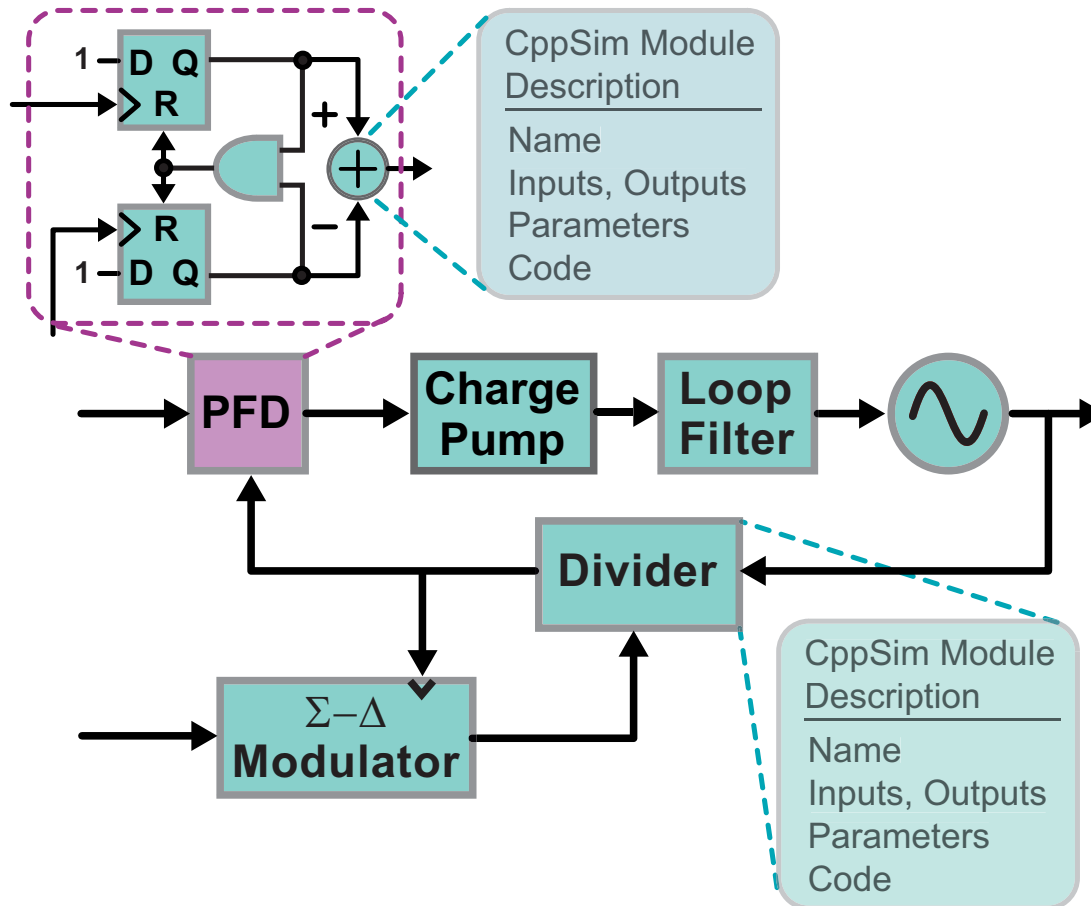 1
D Q
R
+
+
−
R
1
D Q
CppSim Module
Description
Name
Inputs, Outputs
Parameters
Code
PFD
Charge
Pump
Loop
Filter
Divider
Σ−Δ
Modulator
CppSim Module
Description
Name
Inputs, Outputs
Parameters
Code